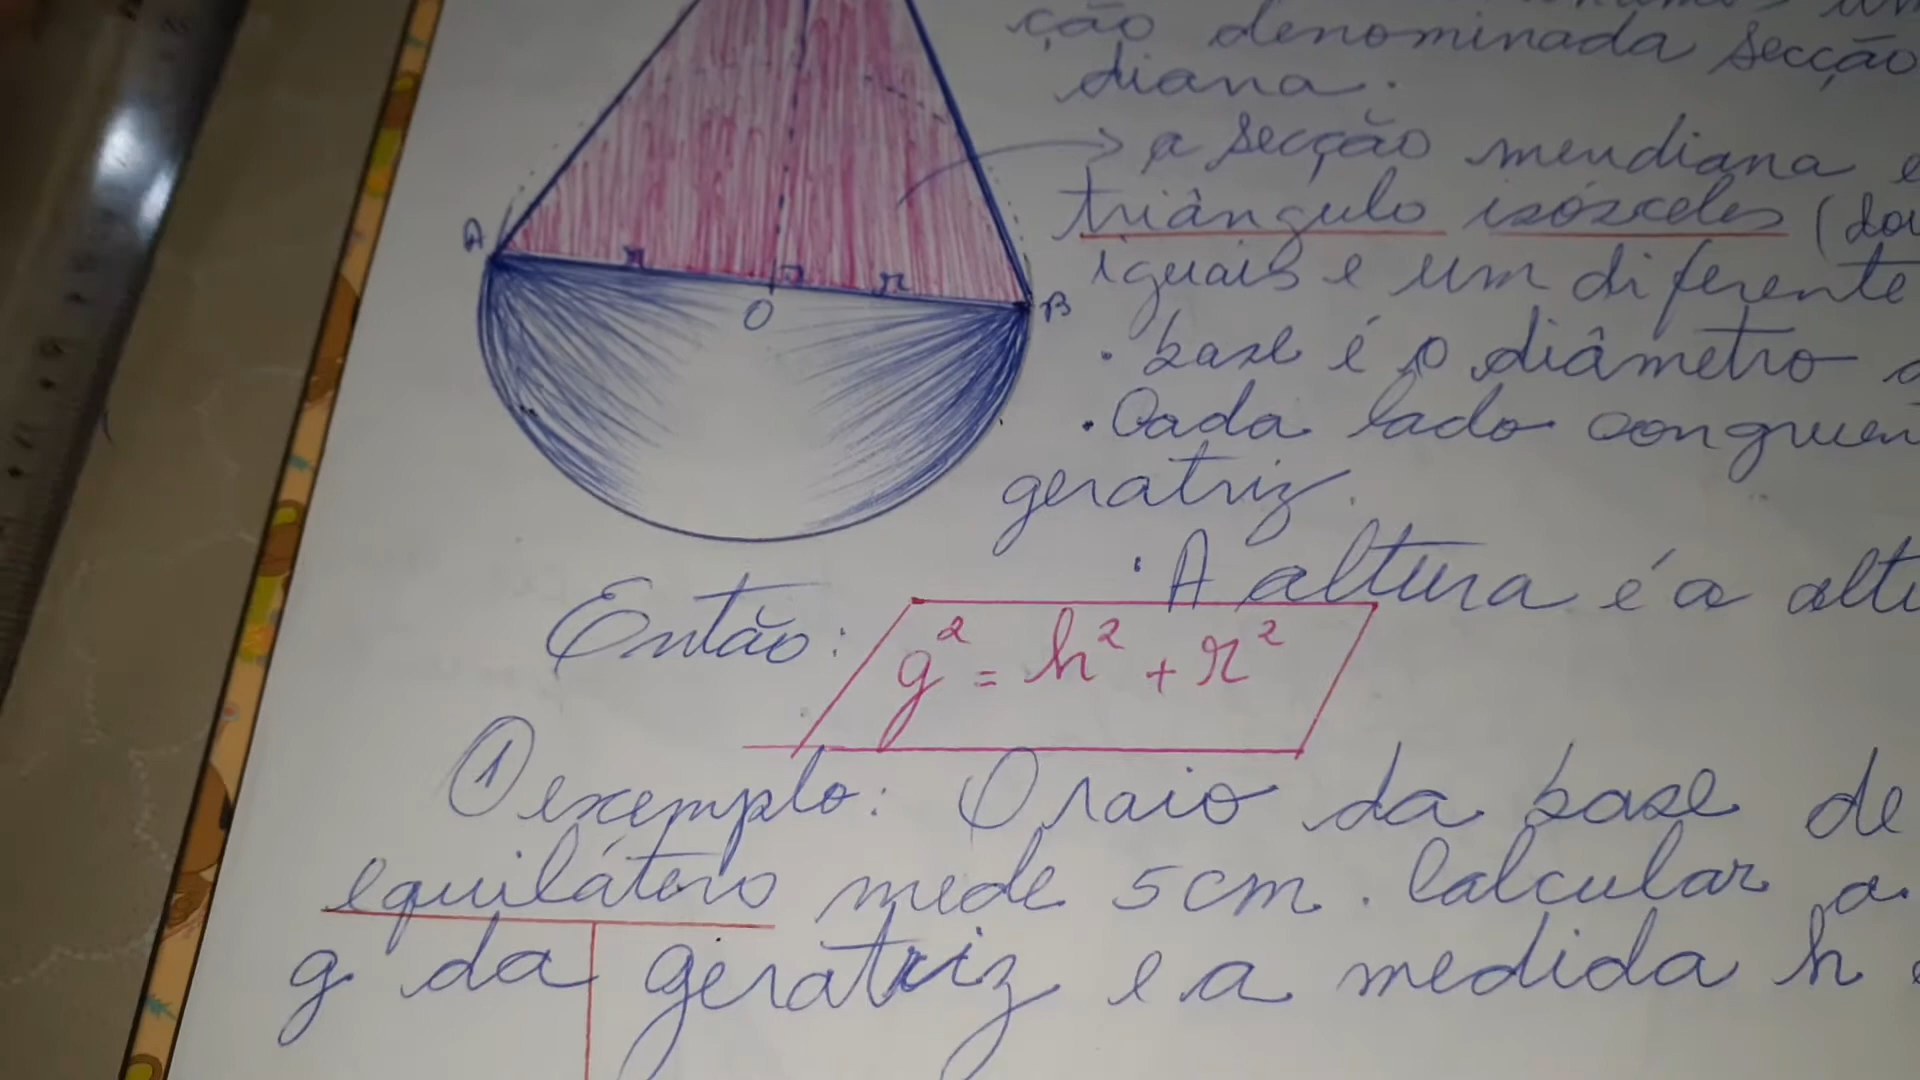 ção denominada secção
diana.
a secção meridiana é
triângulo isósceles (dois
iguais e um diferente
. base é o diâmetro
. Cada lado congruen
geratriz.
. A altura é a altu
A
r
r
O
B
Então: g² = h² + r²
① exemplo: O raio da base de
equilátero mede 5cm. Calcular a
g da geratriz e a medida h